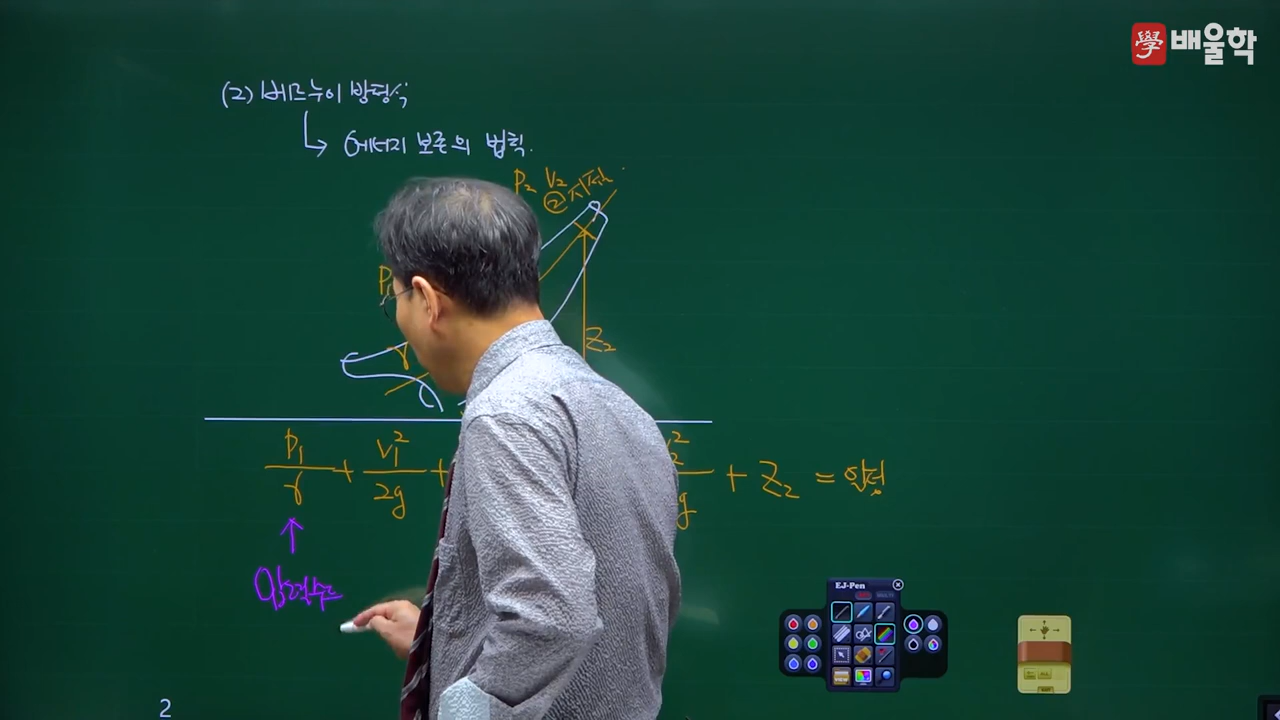 學 배울학
(2) 베르누이 방정식
↳ 에너지 보존의 법칙.
P₂ V₂
② 지점
P₁
Z₂
γ
P₁/γ + V₁²/2g + ₂²/g + Z₂ = 일정
↑
압력수두
EJ-Pen
2